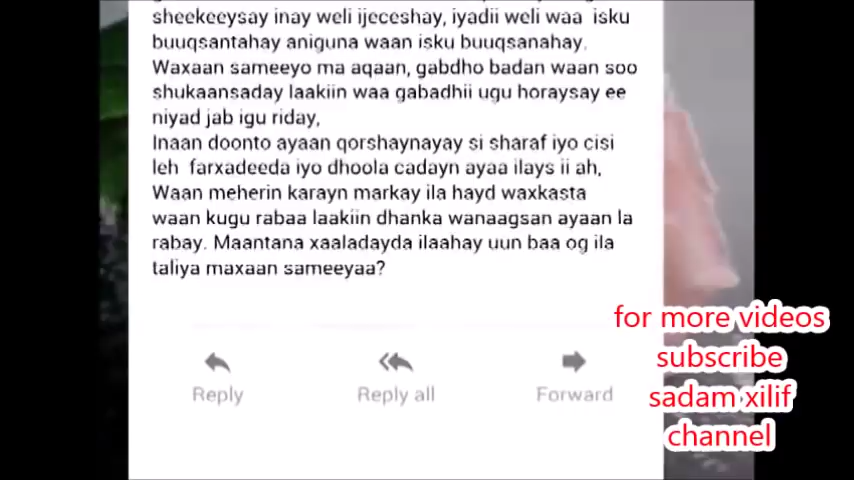 sheekeeysay inay weli ijeceshay, iyadii weli waa isku
buuqsantahay aniguna waan isku buuqsanahay.
Waxaan sameeyo ma aqaan, gabdho badan waan soo
shukaansaday laakiin waa gabadhii ugu horaysay ee
niyad jab igu riday,
Inaan doonto ayaan qorshaynayay si sharaf iyo cisi
leh farxadeeda iyo dhoola cadayn ayaa ilays ii ah,
Waan meherin karayn markay ila hayd waxkasta
waan kugu rabaa laakiin dhanka wanaagsan ayaan la
rabay. Maantana xaaladayda ilaahay uun baa og ila
taliya maxaan sameeyaa?
Reply
Reply all
Forward
for more videos
subscribe
sadam xilif
channel